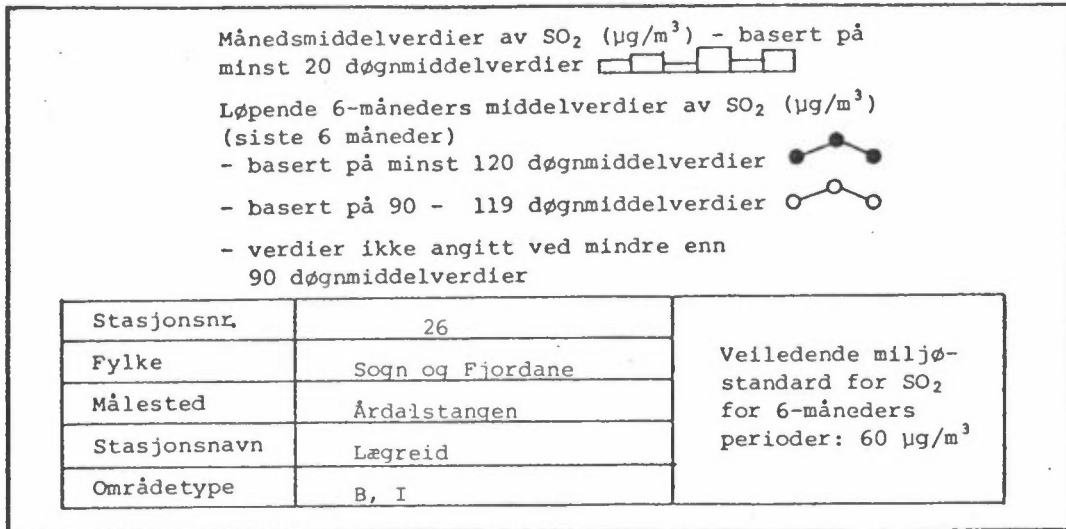 Månedsmiddelverdier av SO₂ (µg/m³) - basert på
minst 20 døgnmiddelverdier
Løpende 6-måneders middelverdier av SO₂ (µg/m³)
(siste 6 måneder)
- basert på minst 120 døgnmiddelverdier
- basert på 90 - 119 døgnmiddelverdier
- verdier ikke angitt ved mindre enn
90 døgnmiddelverdier
Stasjonsnr. 26
Fylke Sogn og Fjordane
Målested Årdalstangen
Stasjonsnavn Lægreid
Områdetype B, I
Veiledende miljø-
standard for SO₂
for 6-måneders
perioder: 60 µg/m³